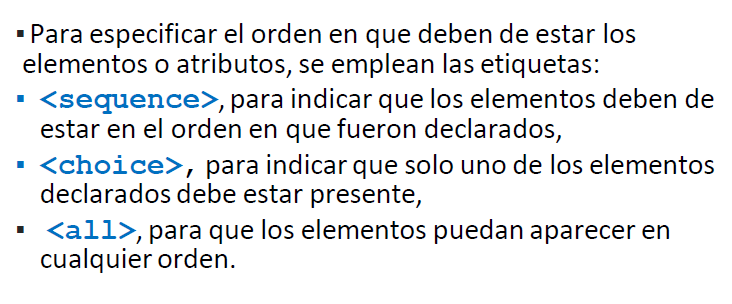 ▪ Para especificar el orden en que deben de estar los
elementos o atributos, se emplean las etiquetas:
▪ <sequence>, para indicar que los elementos deben de
estar en el orden en que fueron declarados,
▪ <choice>, para indicar que solo uno de los elementos
declarados debe estar presente,
▪ <all>, para que los elementos puedan aparecer en
cualquier orden.